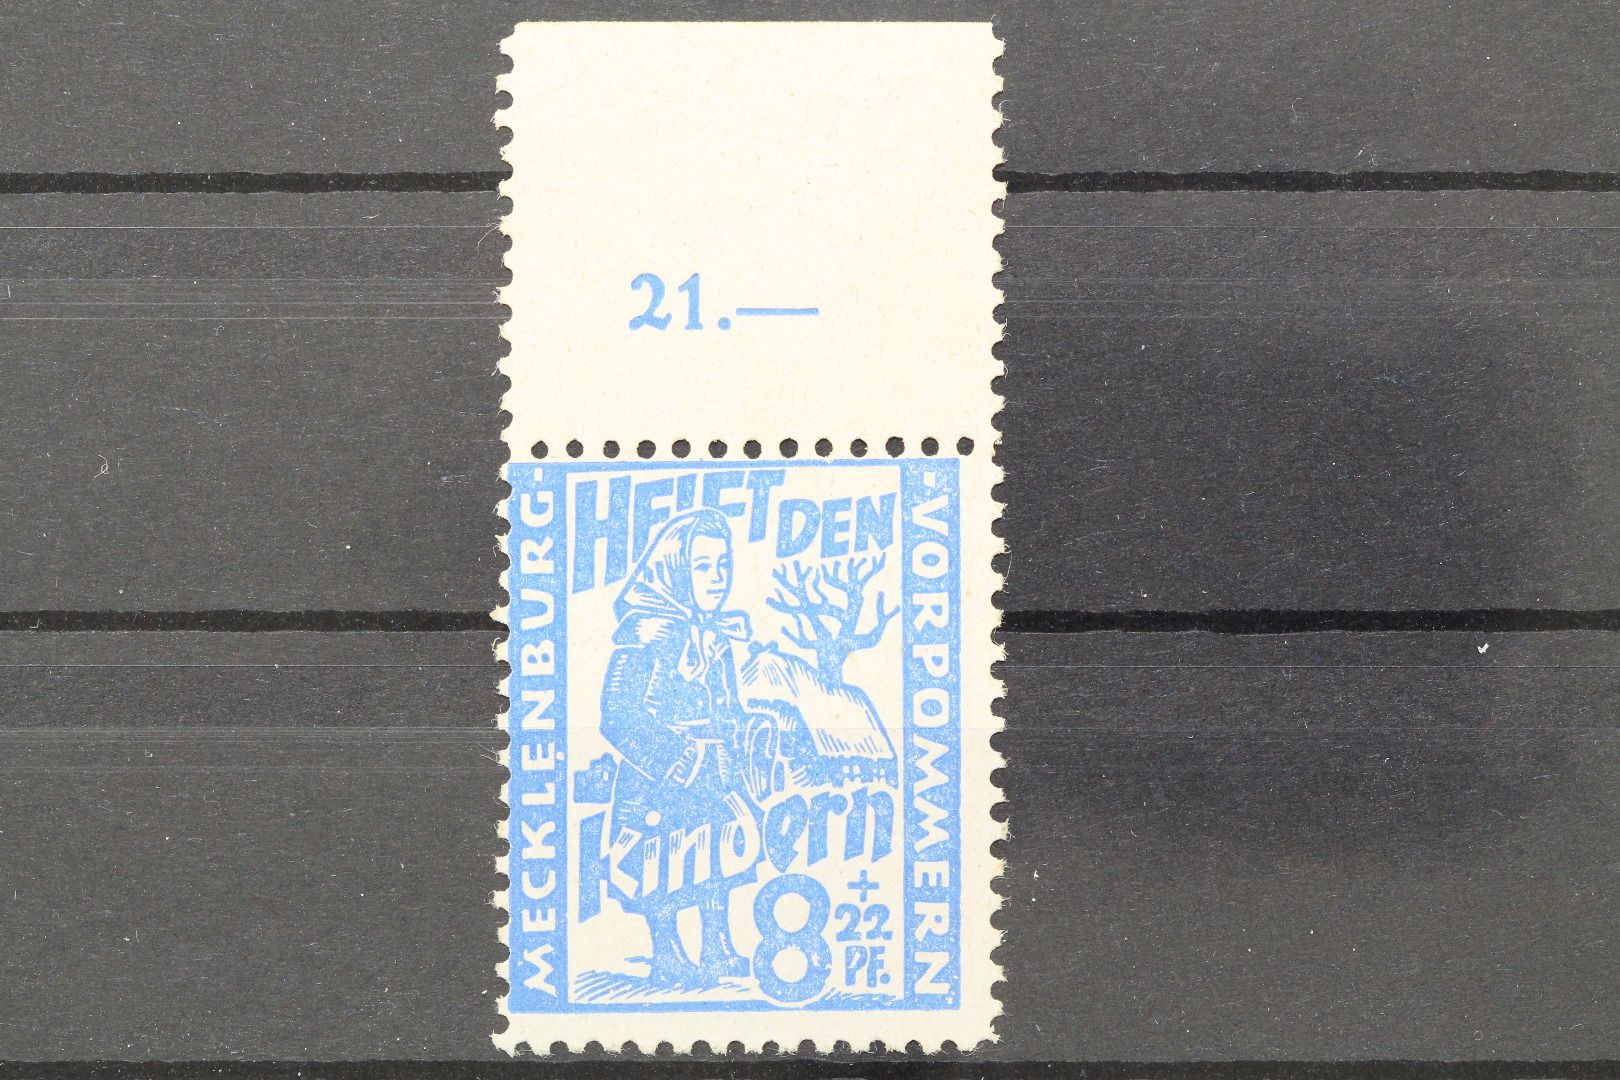 21.—
HELFT DEN
Kindern
8 + 22 PF.
MECKLENBURG-
-VORPOMMERN